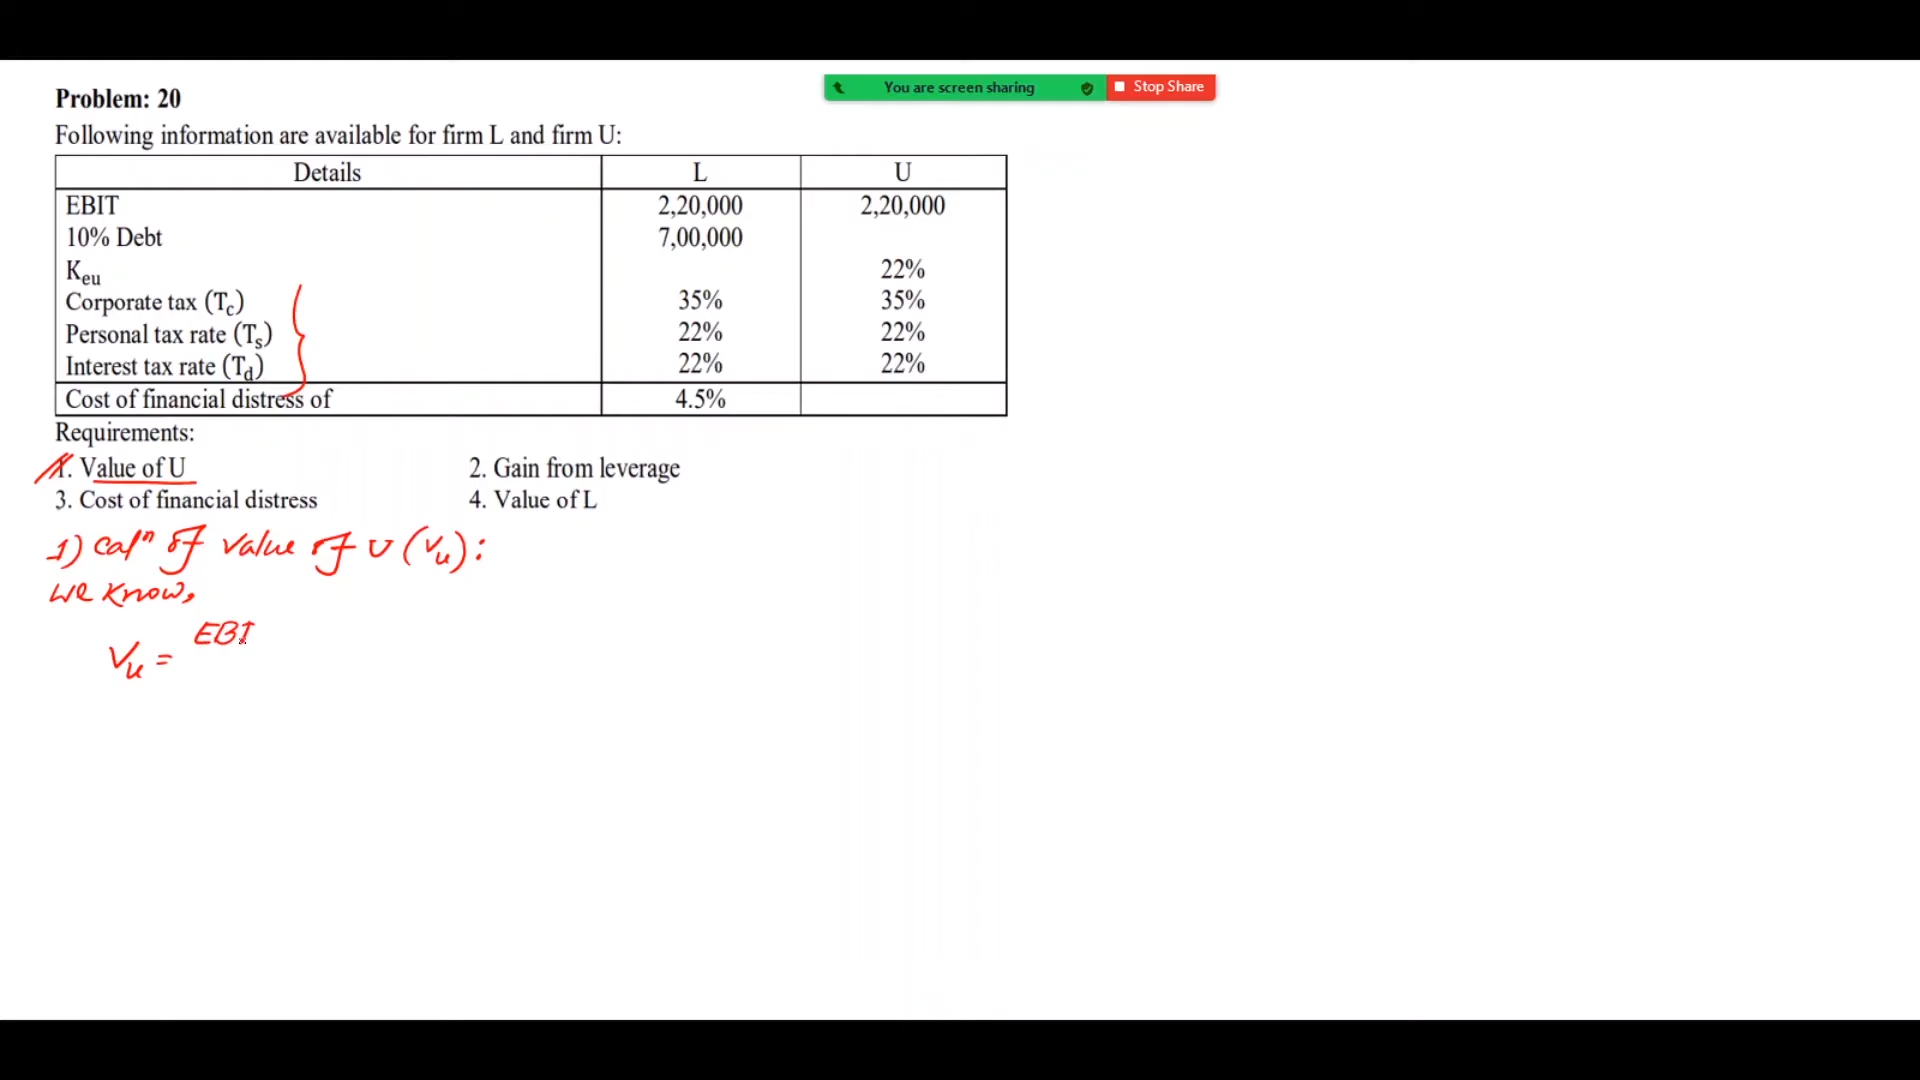 You are screen sharing Stop Share
Problem: 20
Following information are available for firm L and firm U:
Details L U
EBIT 2,20,000 2,20,000
10% Debt 7,00,000
Keu 22%
Corporate tax (Tc) 35% 35%
Personal tax rate (Ts) 22% 22%
Interest tax rate (Td) 22% 22%
Cost of financial distress of 4.5%
Requirements:
1. Value of U 2. Gain from leverage
3. Cost of financial distress 4. Value of L
1) calⁿ of value of U (Vu):
we know,
EBI
Vu =